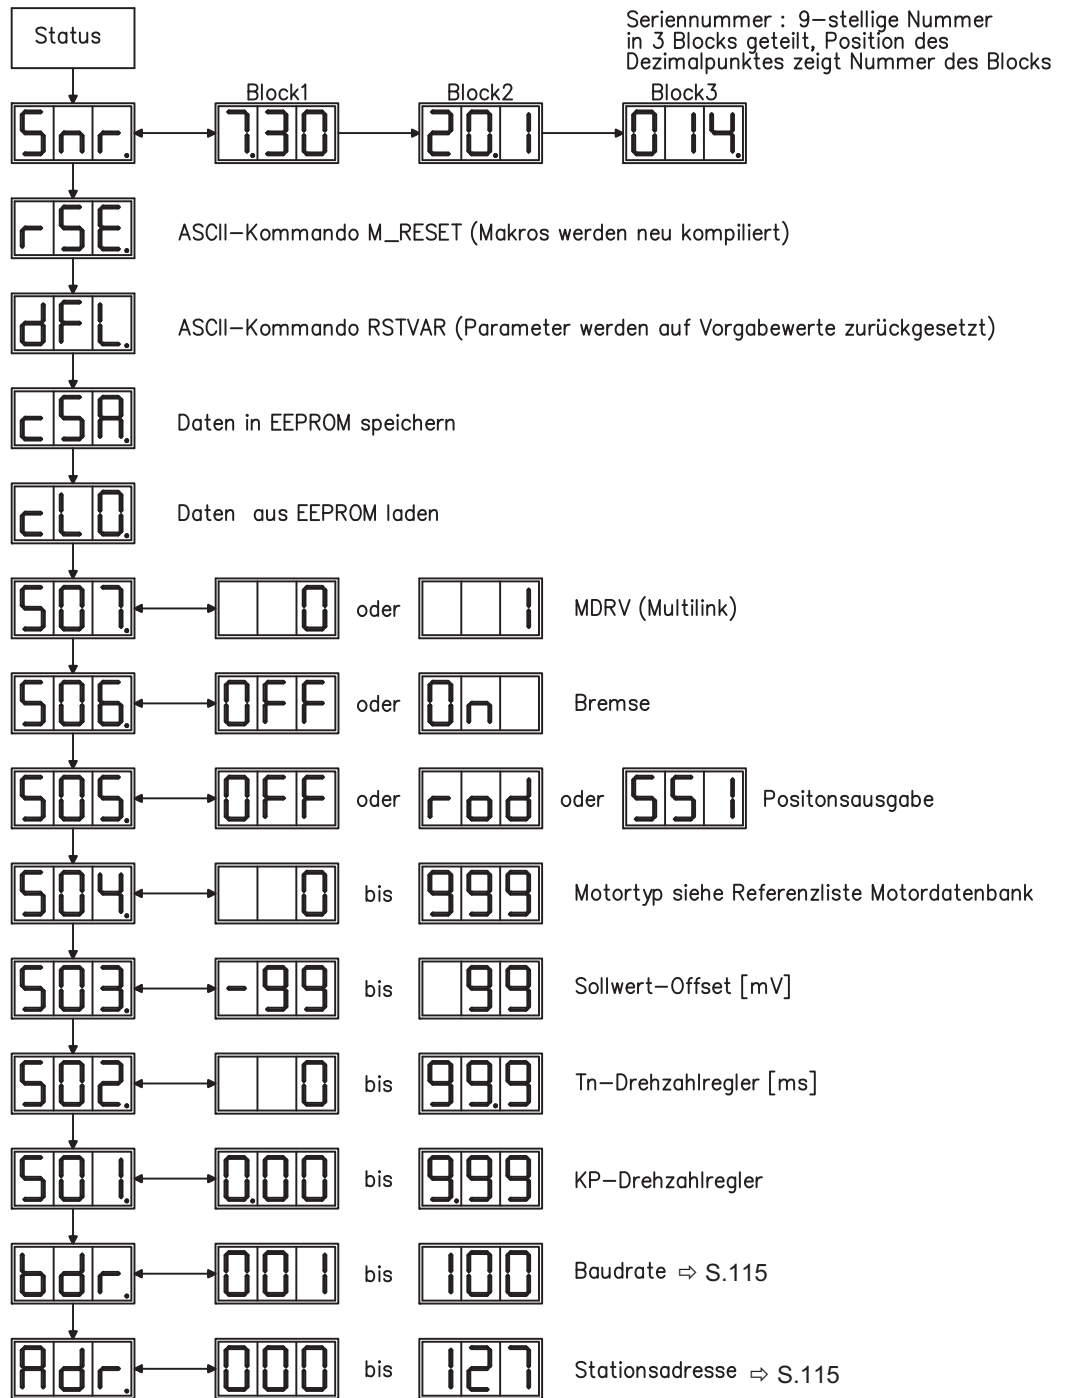 Status
Seriennummer : 9-stellige Nummer
in 3 Blocks geteilt, Position des
Dezimalpunktes zeigt Nummer des Blocks
Block1 Block2 Block3
Snr. 7.30 20.1 014.
rSE. ASCII-Kommando M_RESET (Makros werden neu kompiliert)
dFL. ASCII-Kommando RSTVAR (Parameter werden auf Vorgabewerte zurückgesetzt)
cSA. Daten in EEPROM speichern
cLO. Daten aus EEPROM laden
S07. 0 oder 1 MDRV (Multilink)
S06. OFF oder On Bremse
S05. OFF oder rod oder SSI Positonsausgabe
S04. 0 bis 999 Motortyp siehe Referenzliste Motordatenbank
S03. -99 bis 99 Sollwert-Offset [mV]
S02. 0 bis 99.9 Tn-Drehzahlregler [ms]
S01. 0.00 bis 9.99 KP-Drehzahlregler
bdr. 001 bis 100 Baudrate ⇨ S.115
Adr. 000 bis 127 Stationsadresse ⇨ S.115